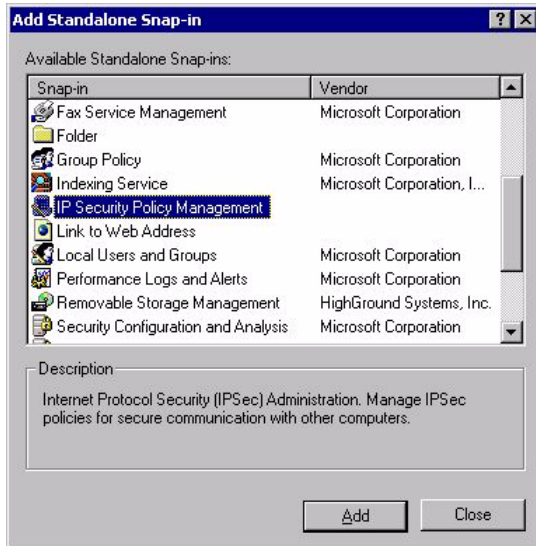 Add Standalone Snap-in
Available Standalone Snap-ins:
Snap-in Vendor
Fax Service Management Microsoft Corporation
Folder
Group Policy Microsoft Corporation
Indexing Service Microsoft Corporation, I...
IP Security Policy Management
Link to Web Address
Local Users and Groups Microsoft Corporation
Performance Logs and Alerts Microsoft Corporation
Removable Storage Management HighGround Systems, Inc.
Security Configuration and Analysis Microsoft Corporation
Description
Internet Protocol Security (IPSec) Administration. Manage IPSec
policies for secure communication with other computers.
Add Close